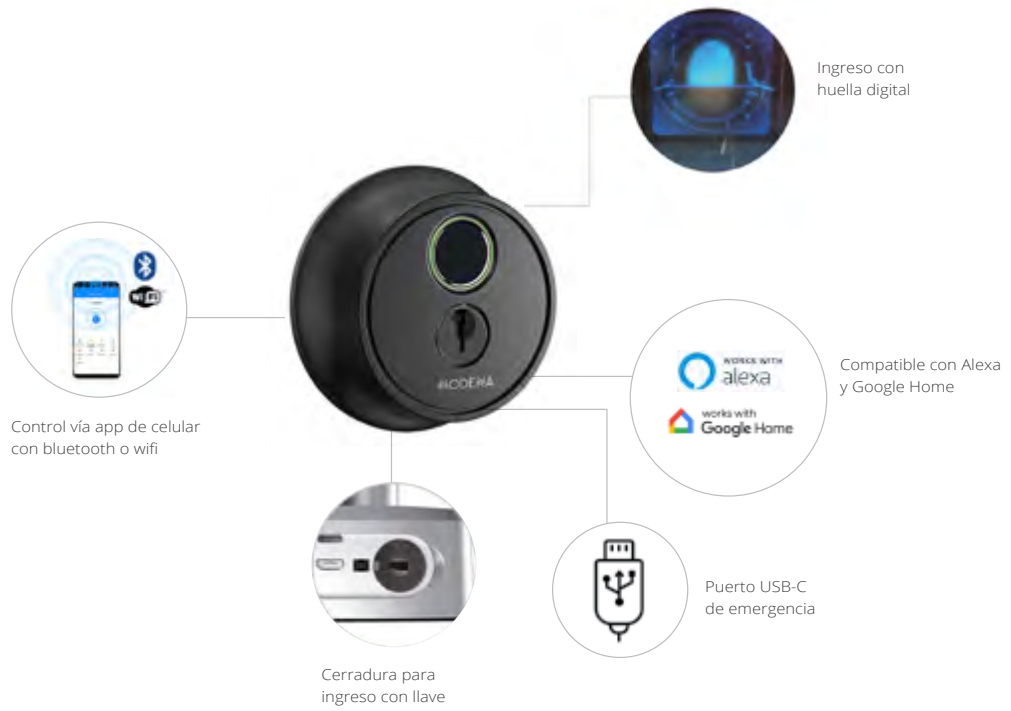 Ingreso con
huella digital
WiFi
Control vía app de celular
con bluetooth o wifi
MODENA
WORKS WITH
alexa
works with
Google Home
Compatible con Alexa
y Google Home
Puerto USB-C
de emergencia
Cerradura para
ingreso con llave